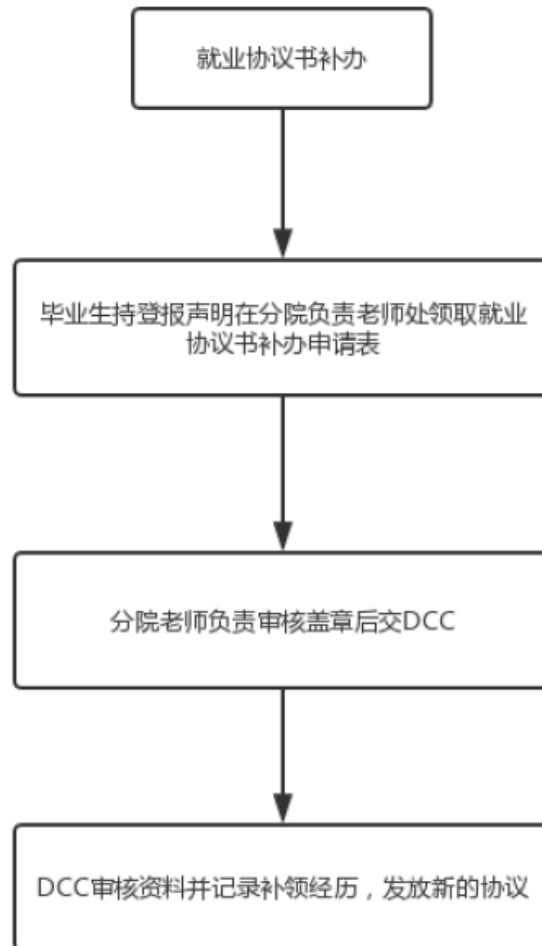 就业协议书补办
毕业生持登报声明在分院负责老师处领取就业
协议书补办申请表
分院老师负责审核盖章后交DCC
DCC审核资料并记录补领经历，发放新的协议